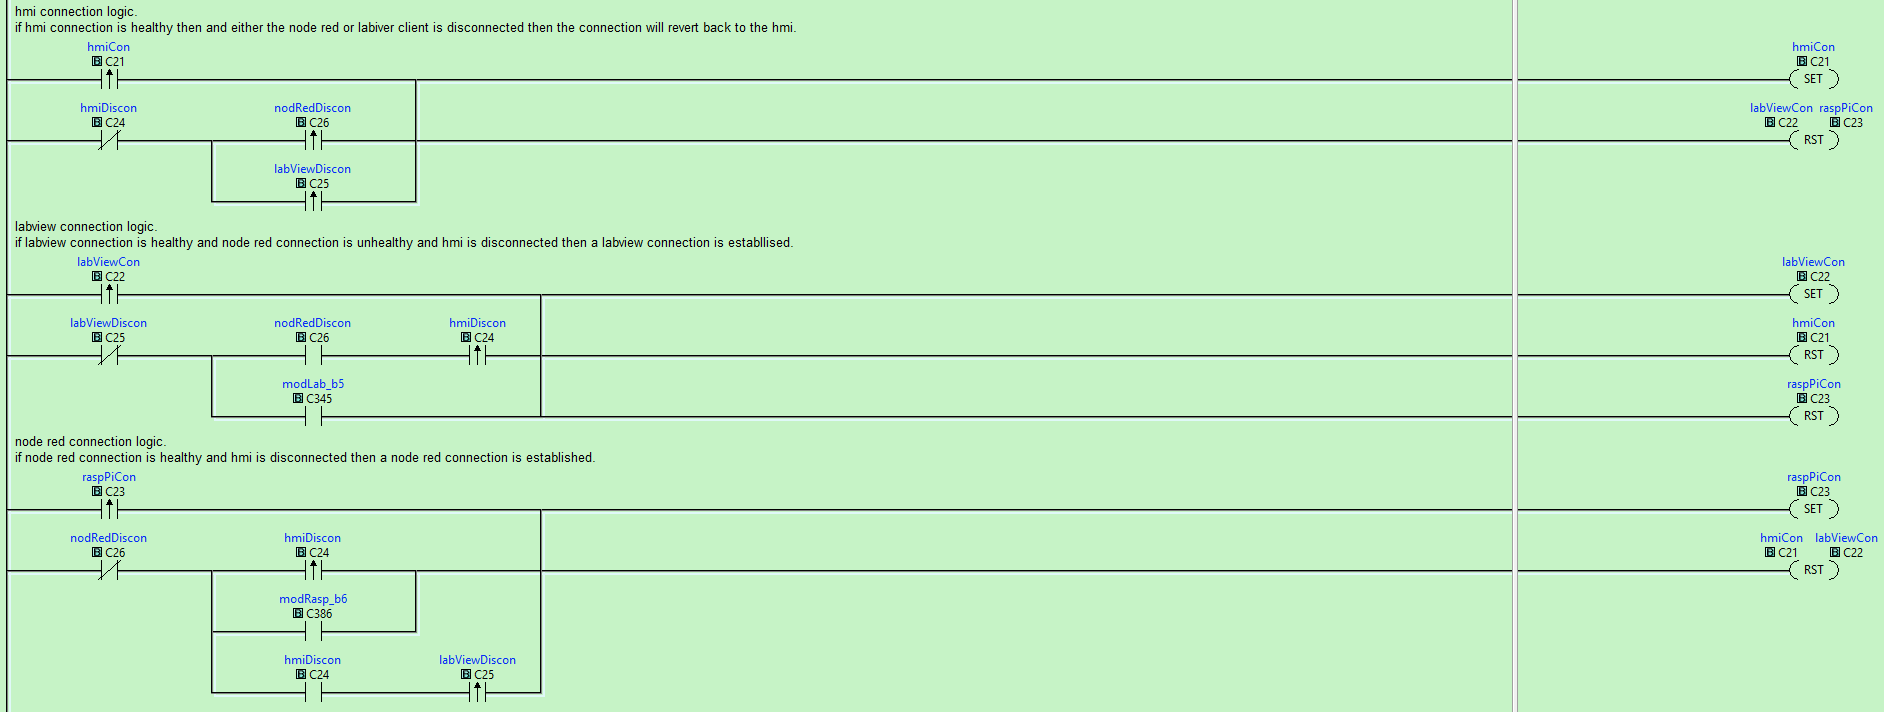 hmi connection logic.
if hmi connection is healthy then and either the node red or labiver client is disconnected then the connection will revert back to the hmi.
hmiCon hmiCon
B C21 B C21
SET
hmiDiscon nodRedDiscon labViewCon raspPiCon
B C24 B C26 B C22 B C23
RST
labViewDiscon
B C25
labview connection logic.
if labview connection is healthy and node red connection is unhealthy and hmi is disconnected then a labview connection is establlised.
labViewCon labViewCon
B C22 B C22
SET
labViewDiscon nodRedDiscon hmiDiscon hmiCon
B C25 B C26 B C24 B C21
RST
modLab_b5 raspPiCon
B C345 B C23
RST
node red connection logic.
if node red connection is healthy and hmi is disconnected then a node red connection is established.
raspPiCon raspPiCon
B C23 B C23
SET
nodRedDiscon hmiDiscon hmiCon labViewCon
B C26 B C24 B C21 B C22
RST
modRasp_b6
B C386
hmiDiscon labViewDiscon
B C24 B C25